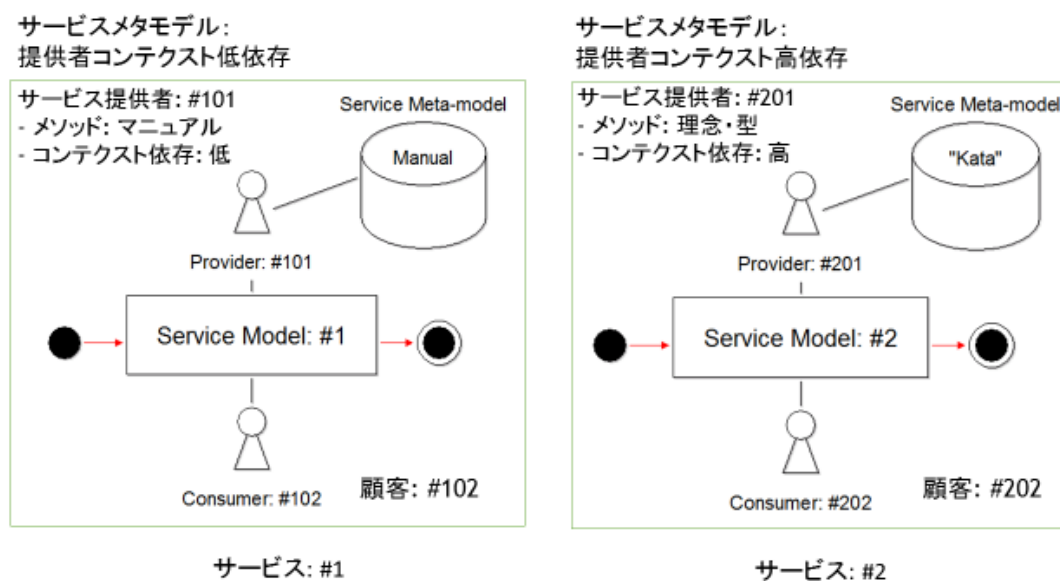 サービスメタモデル:
提供者コンテクスト低依存
サービス提供者: #101
- メソッド: マニュアル
- コンテクスト依存: 低
Service Meta-model
Manual
Provider: #101
Service Model: #1
Consumer: #102
顧客: #102
サービス: #1
サービスメタモデル:
提供者コンテクスト高依存
サービス提供者: #201
- メソッド: 理念・型
- コンテクスト依存: 高
Service Meta-model
"Kata"
Provider: #201
Service Model: #2
Consumer: #202
顧客: #202
サービス: #2